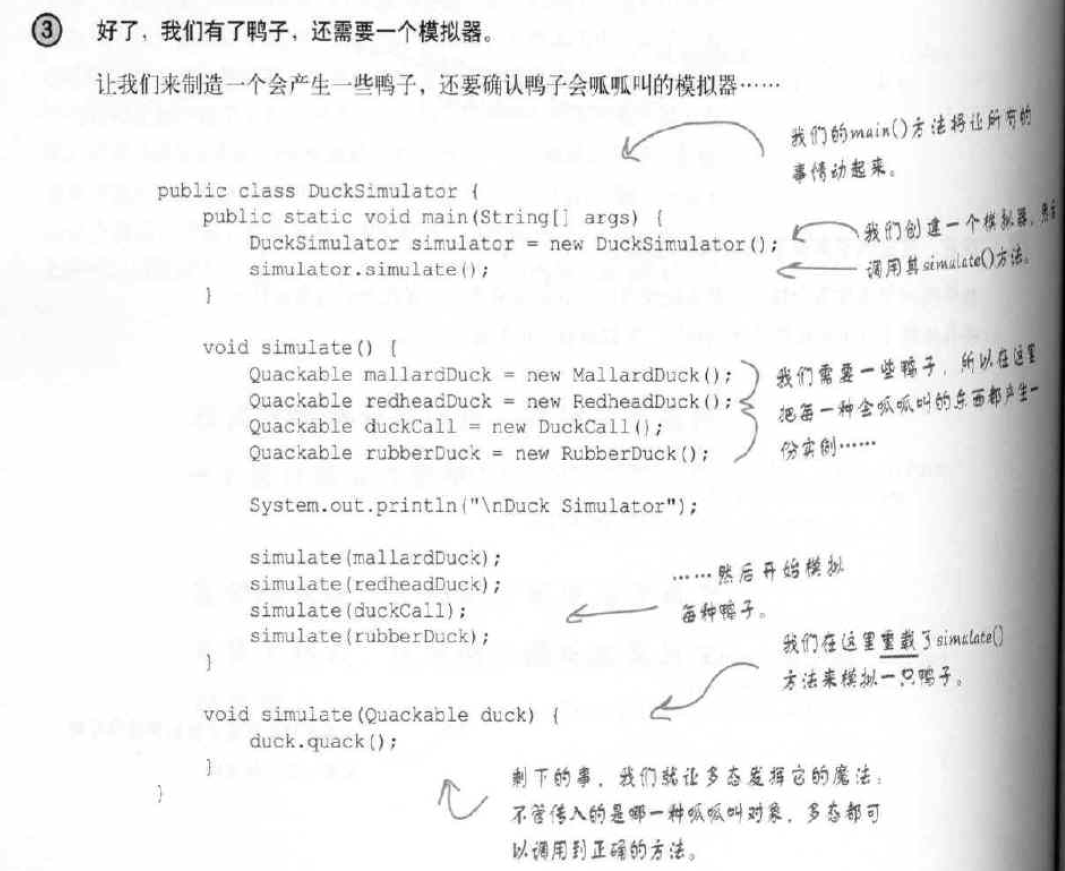 ③ 好了，我们有了鸭子，还需要一个模拟器。
让我们来制造一个会产生一些鸭子，还要确认鸭子会呱呱叫的模拟器……
我们的main()方法将让所有的
事情动起来。
public class DuckSimulator {
public static void main(String[] args) {
DuckSimulator simulator = new DuckSimulator();
simulator.simulate();
}
我们创建一个模拟器，然后
调用其simulate()方法。
void simulate() {
Quackable mallardDuck = new MallardDuck();
Quackable redheadDuck = new RedheadDuck();
Quackable duckCall = new DuckCall();
Quackable rubberDuck = new RubberDuck();
我们需要一些鸭子，所以在这里
把每一种会呱呱叫的东西都产生一
份实例……
System.out.println("\nDuck Simulator");
simulate(mallardDuck);
simulate(redheadDuck);
simulate(duckCall);
simulate(rubberDuck);
}
……然后开始模拟
每种鸭子。
我们在这里重载了simulate()
方法来模拟一只鸭子。
void simulate(Quackable duck) {
duck.quack();
}
}
剩下的事，我们就让多态发挥它的魔法：
不管传入的是哪一种呱呱叫对象，多态都可
以调用到正确的方法。